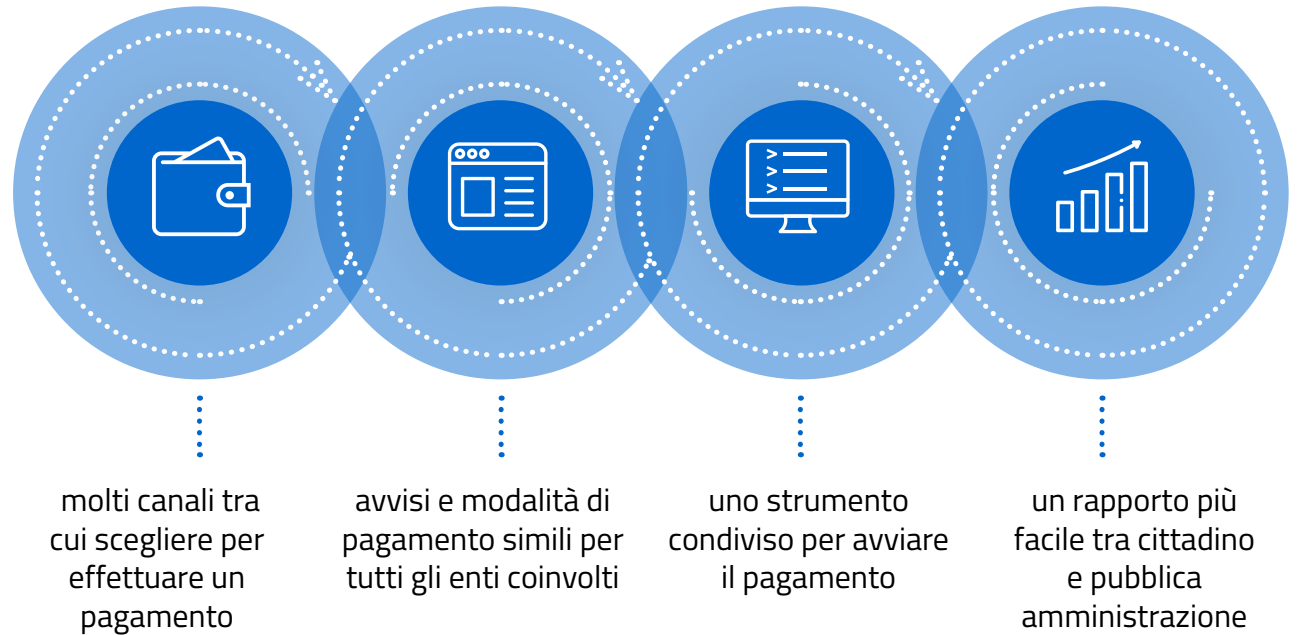 molti canali tra
cui scegliere per
effettuare un
pagamento
avvisi e modalità di
pagamento simili per
tutti gli enti coinvolti
uno strumento
condiviso per avviare
il pagamento
un rapporto più
facile tra cittadino
e pubblica
amministrazione